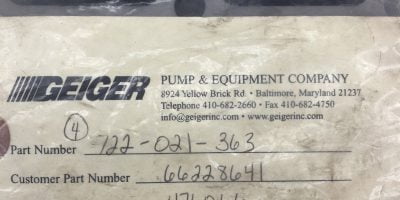 GEIGER
PUMP & EQUIPMENT COMPANY
8924 Yellow Brick Rd. • Baltimore, Maryland 21237
Telephone 410-682-2660 • Fax 410-682-4750
info@geigerinc.com • www.geigerinc.com
4
Part Number 722-021-363
Customer Part Number 66228641